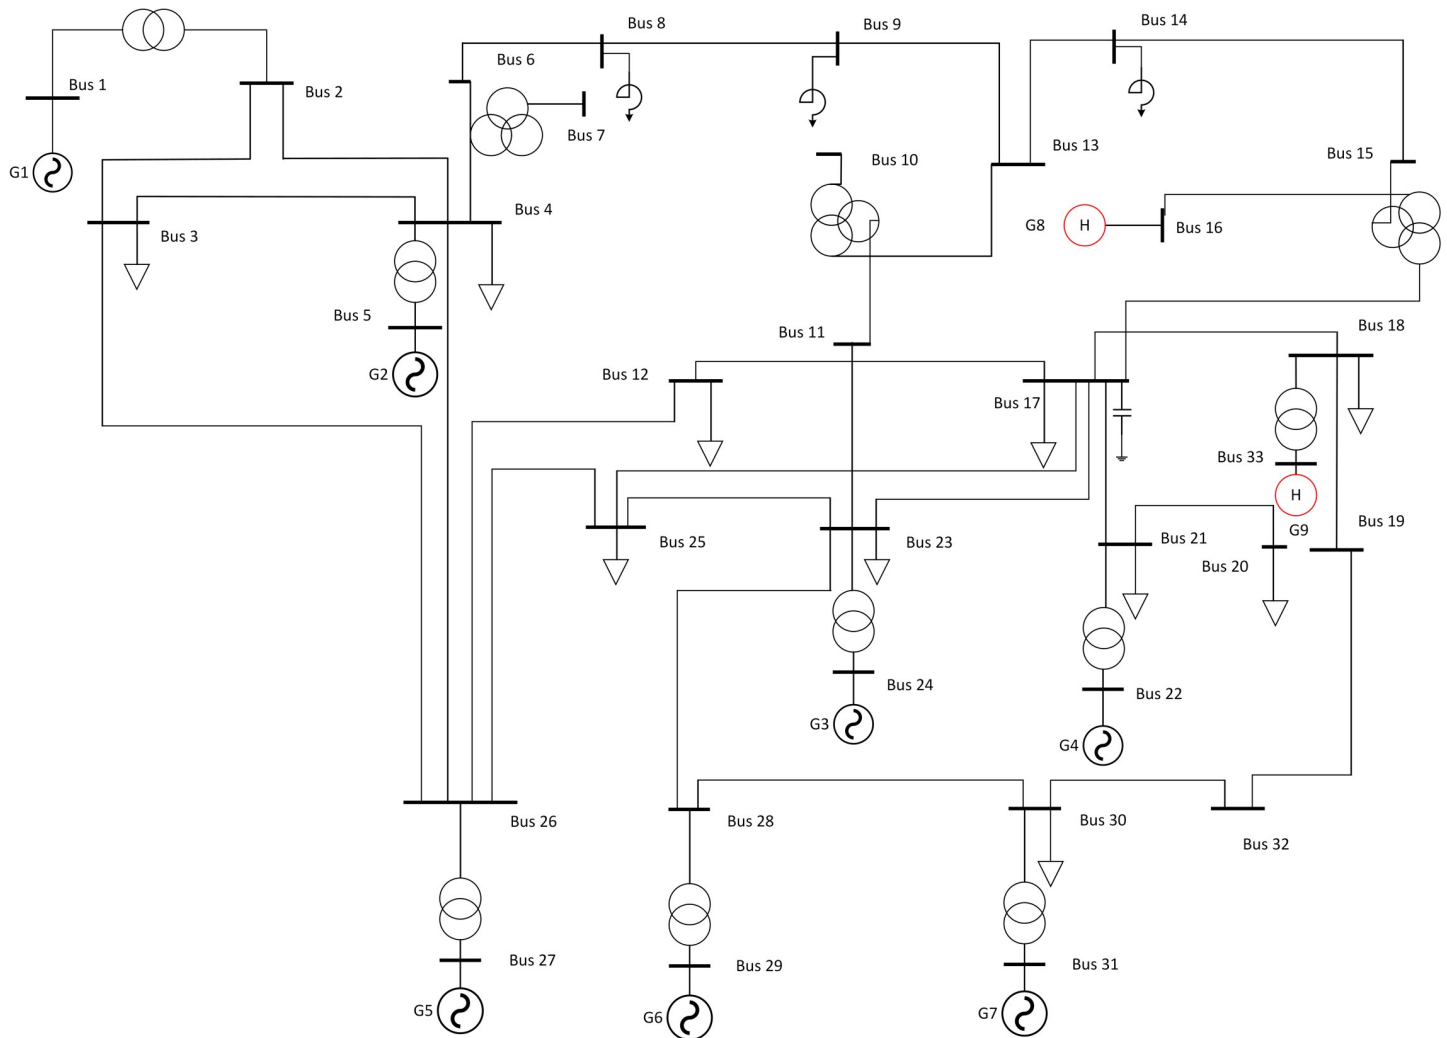 Bus 14
Bus 8
Bus 9
Bus 6
Bus 1
Bus 2
Bus 7
Bus 13
Bus 15
Bus 10
G1
Bus 4
G8
H
Bus 16
Bus 3
Bus 5
Bus 18
Bus 11
G2
Bus 12
Bus 17
Bus 33
H
Bus 19
G9
Bus 25
Bus 23
Bus 21
Bus 20
Bus 24
Bus 22
G3
G4
Bus 26
Bus 28
Bus 30
Bus 32
Bus 27
Bus 29
Bus 31
G5
G6
G7